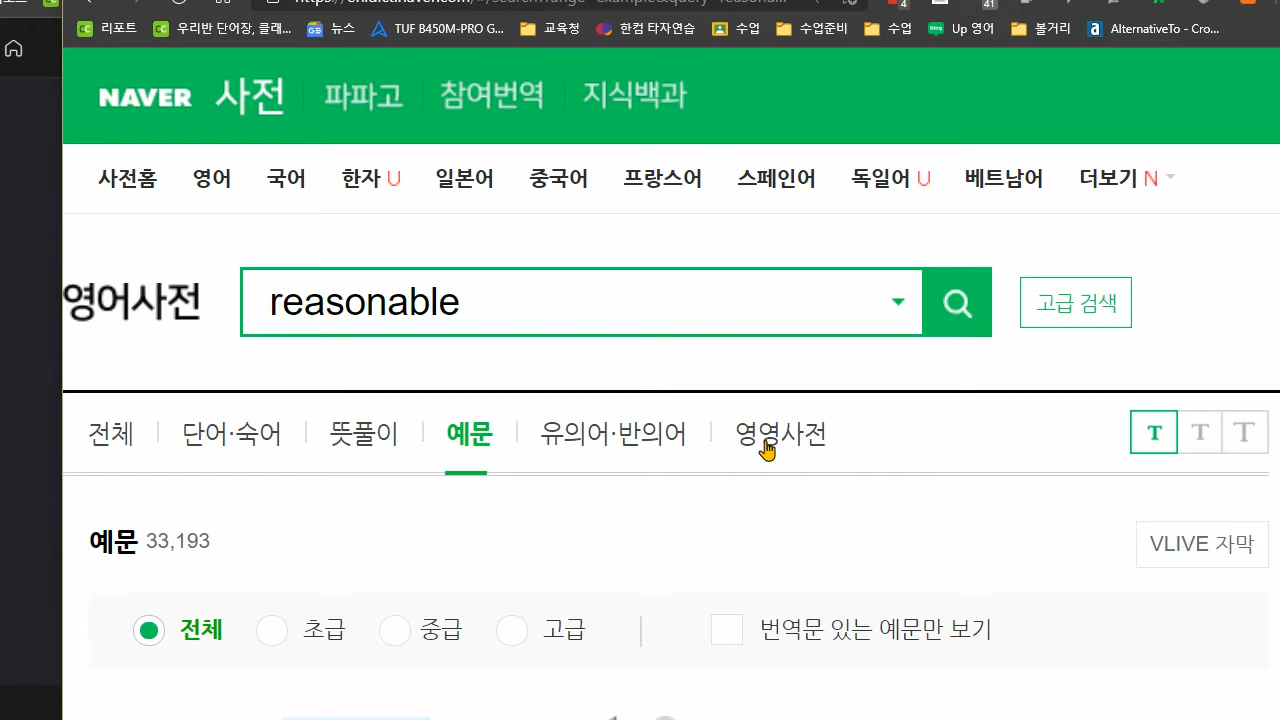 4
41
리포트 우리반 단어장, 클래... 뉴스 TUF B450M-PRO G... 교육청 한컴 타자연습 수업 수업준비 수업 Up 영어 볼거리 AlternativeTo - Cro...
NAVER 사전 파파고 참여번역 지식백과
사전홈 영어 국어 한자 U 일본어 중국어 프랑스어 스페인어 독일어 U 베트남어 더보기 N
영어사전 reasonable 고급 검색
전체 단어·숙어 뜻풀이 예문 유의어·반의어 영영사전 T T T
예문 33,193 VLIVE 자막
전체 초급 중급 고급 번역문 있는 예문만 보기